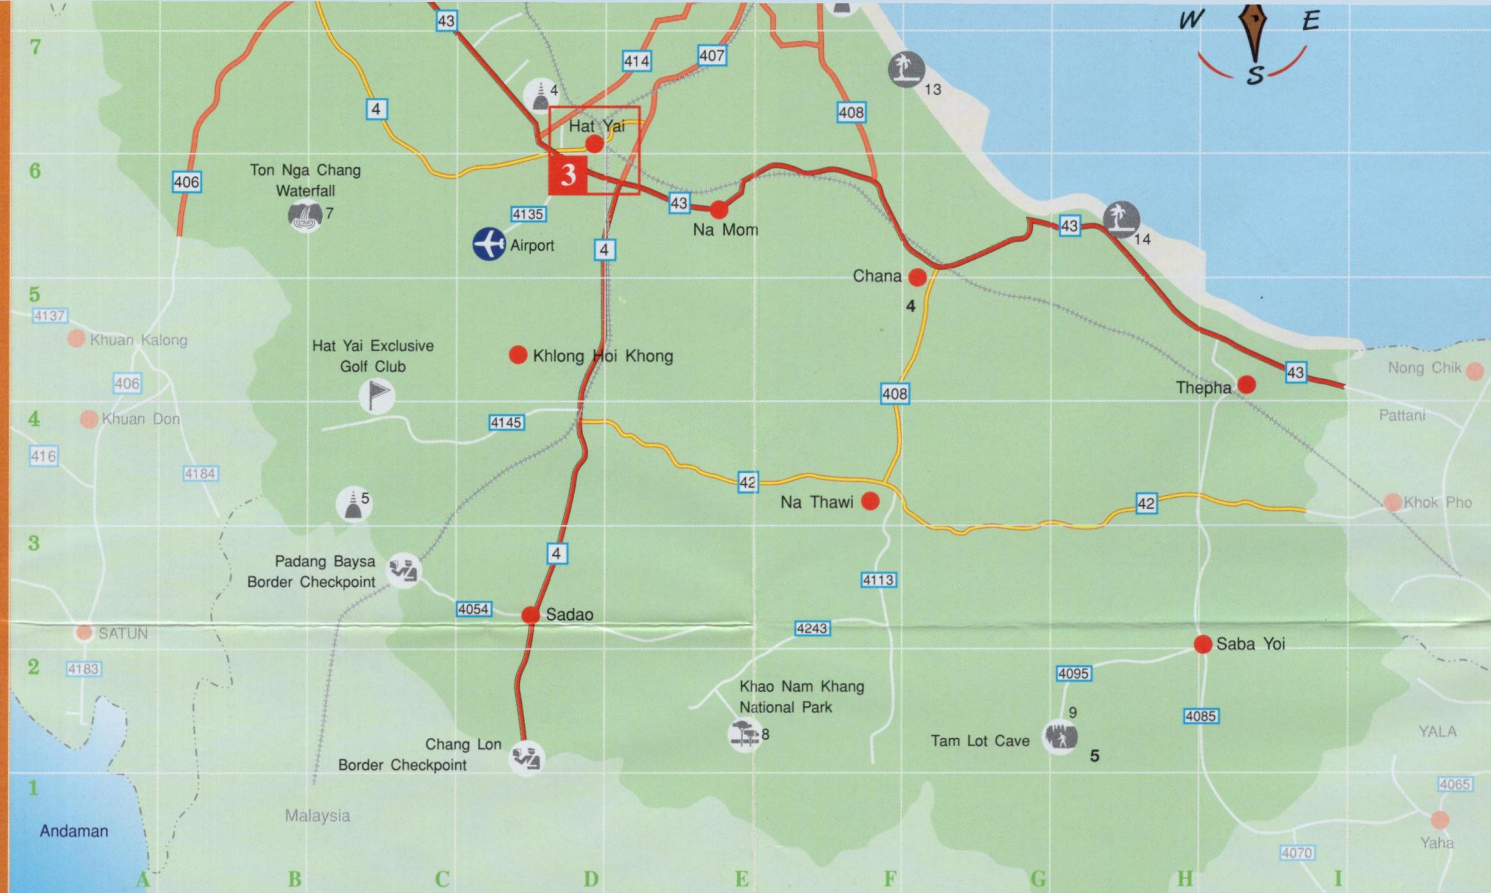 W
E
S
7
43
414
407
4
4
13
408
Hat Yai
6
3
406
Ton Nga Chang
Waterfall
7
4135
43
Na Mom
Airport
4
43
14
Chana
4
5
4137
Khuan Kalong
Hat Yai Exclusive
Golf Club
Khlong Hoi Khong
43
Nong Chik
406
408
Thepha
Khuan Don
4
4145
Pattani
416
4184
42
5
Na Thawi
42
Khok Pho
3
Padang Baysa
Border Checkpoint
4
4113
4054
Sadao
4243
SATUN
2
4183
Saba Yoi
4095
Khao Nam Khang
National Park
8
9
Tam Lot Cave
5
4085
YALA
Chang Lon
Border Checkpoint
1
Malaysia
4065
Andaman
Yaha
4070
A
B
C
D
E
F
G
H
I